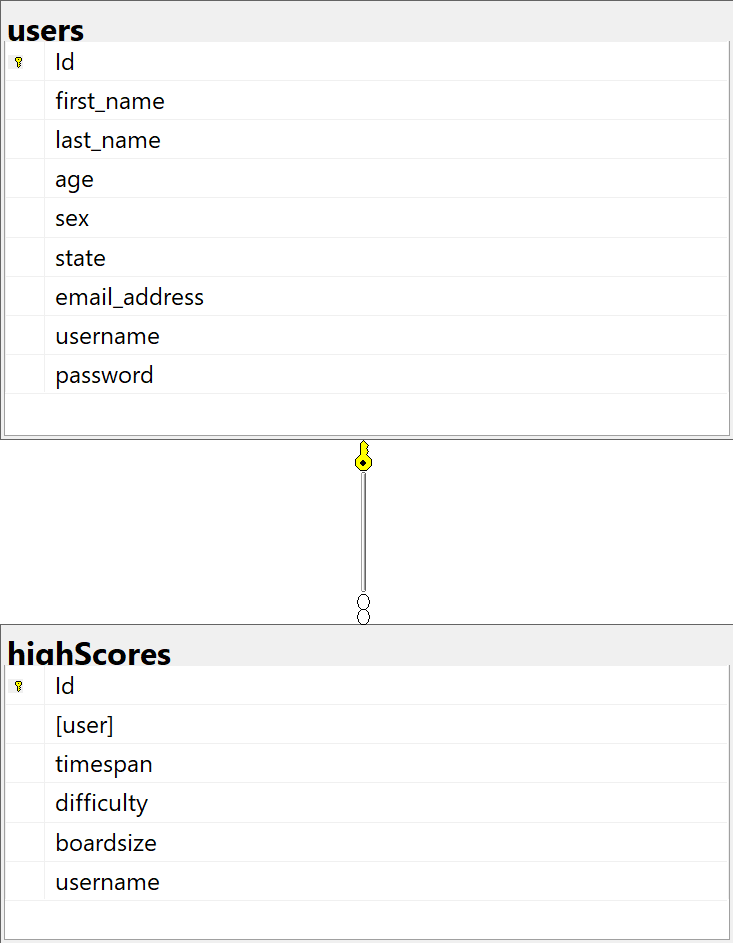 users
Id
first_name
last_name
age
sex
state
email_address
username
password
highScores
Id
[user]
timespan
difficulty
boardsize
username